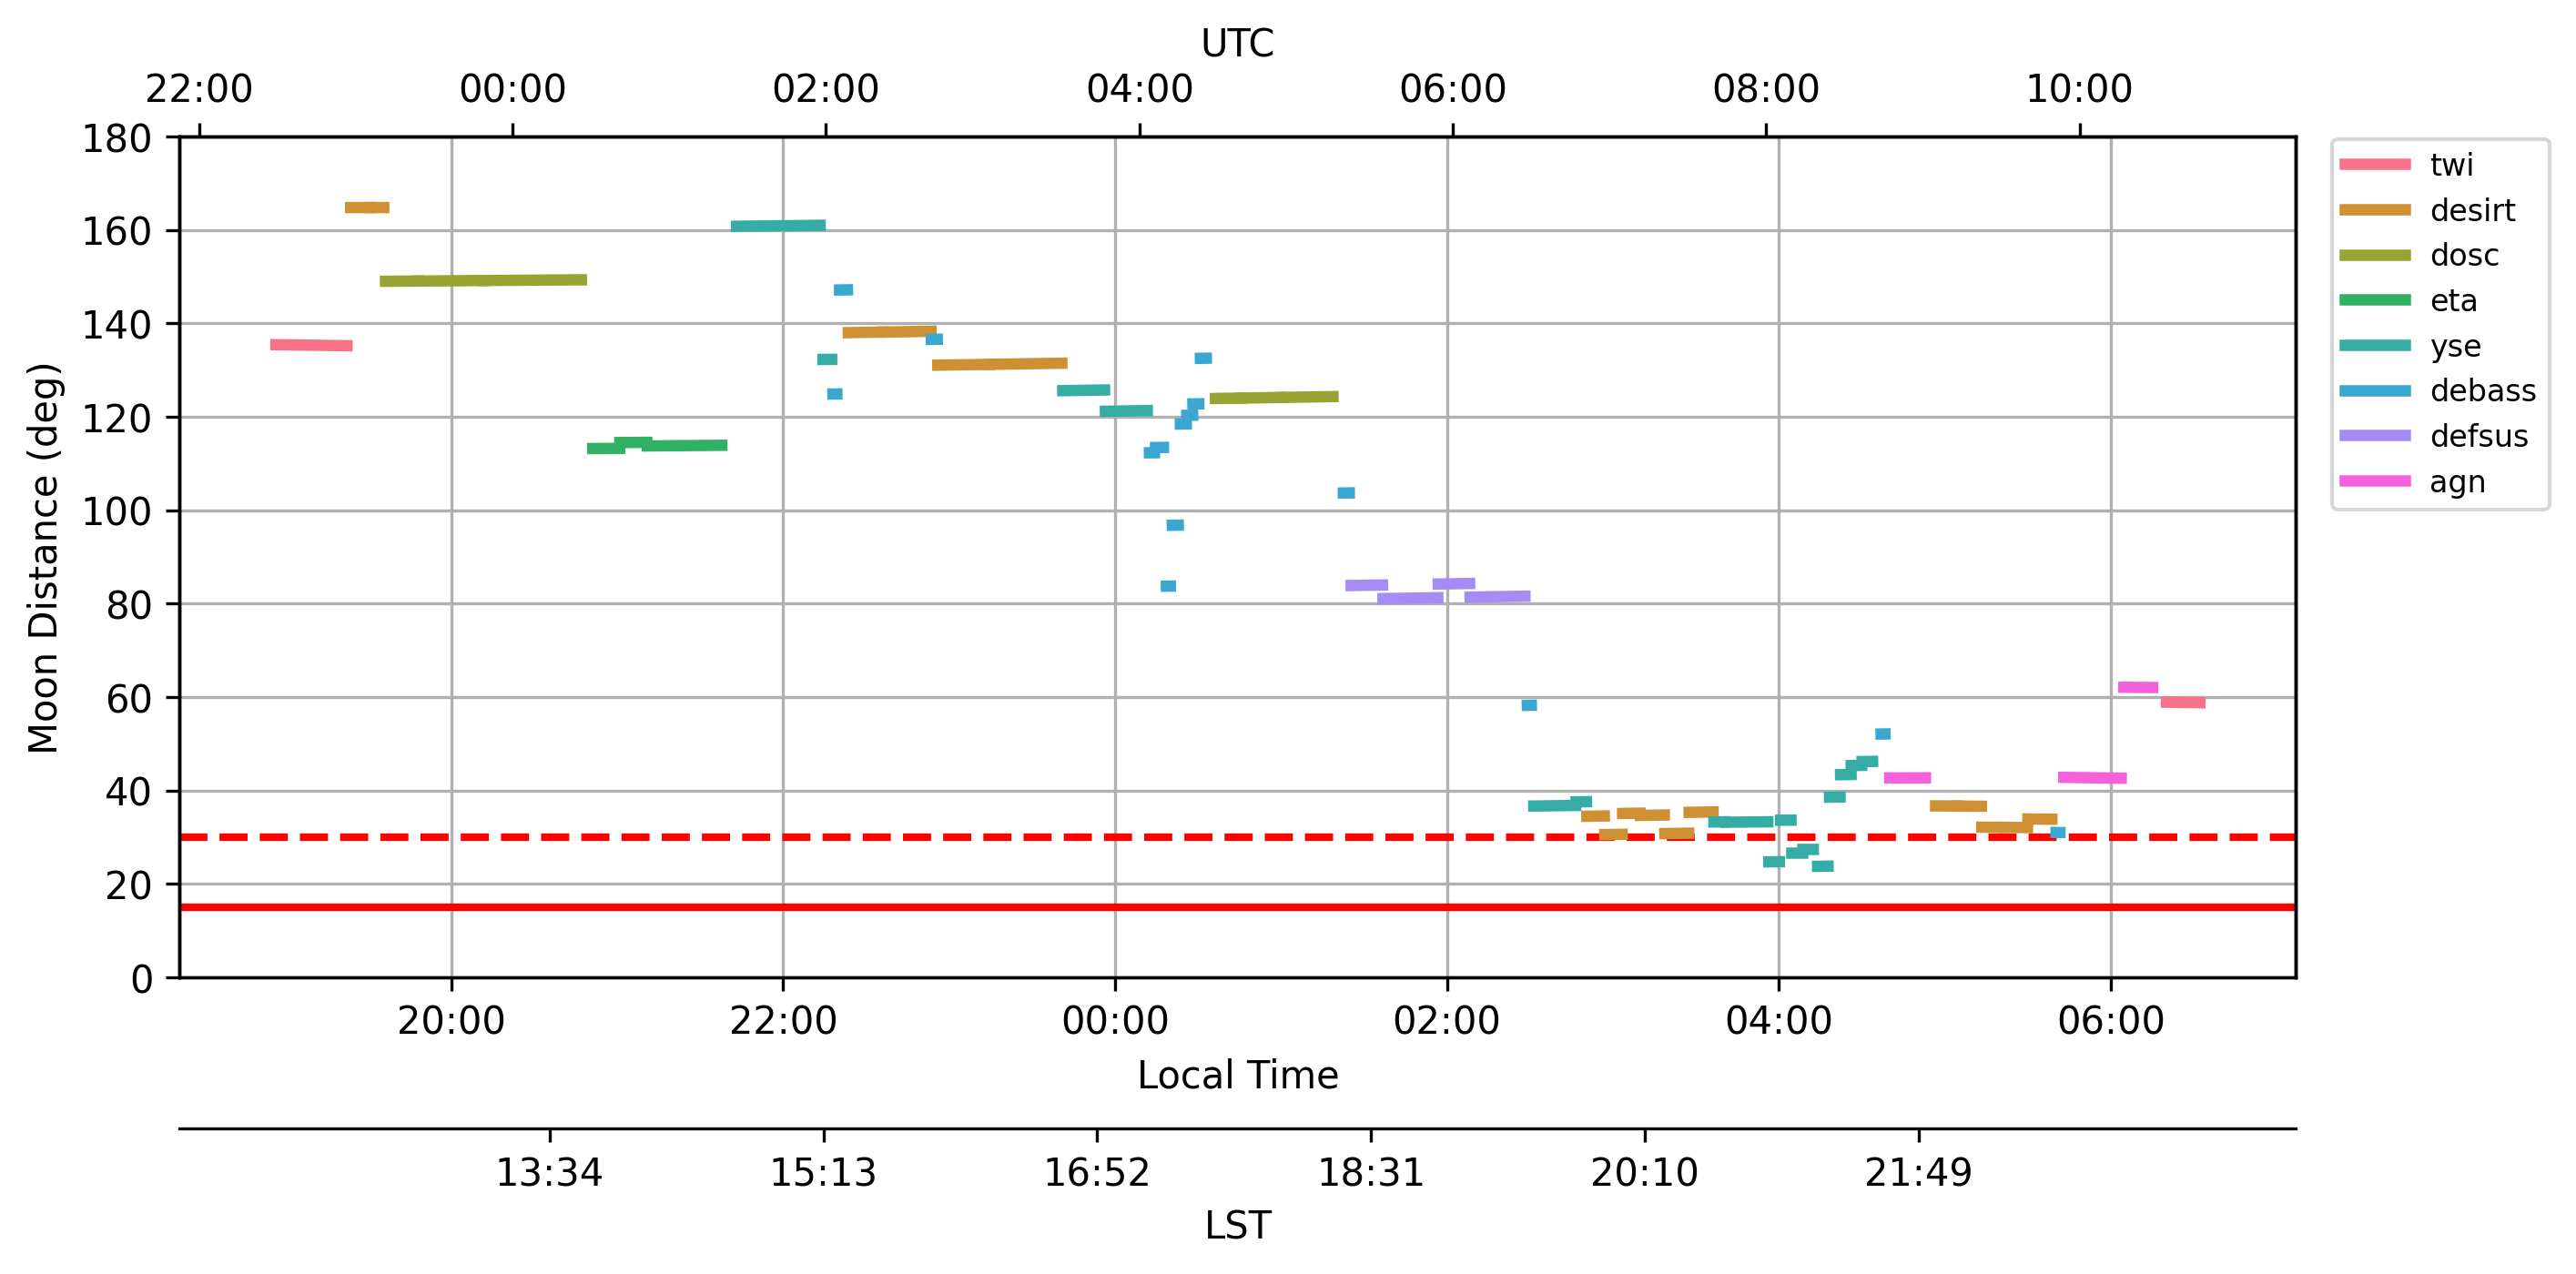 UTC
22:00 00:00 02:00 04:00 06:00 08:00 10:00
180
160
140
120
100
80
60
40
20
0
Moon Distance (deg)
twi
desirt
dosc
eta
yse
debass
defsus
agn
20:00 22:00 00:00 02:00 04:00 06:00
Local Time
13:34 15:13 16:52 18:31 20:10 21:49
LST